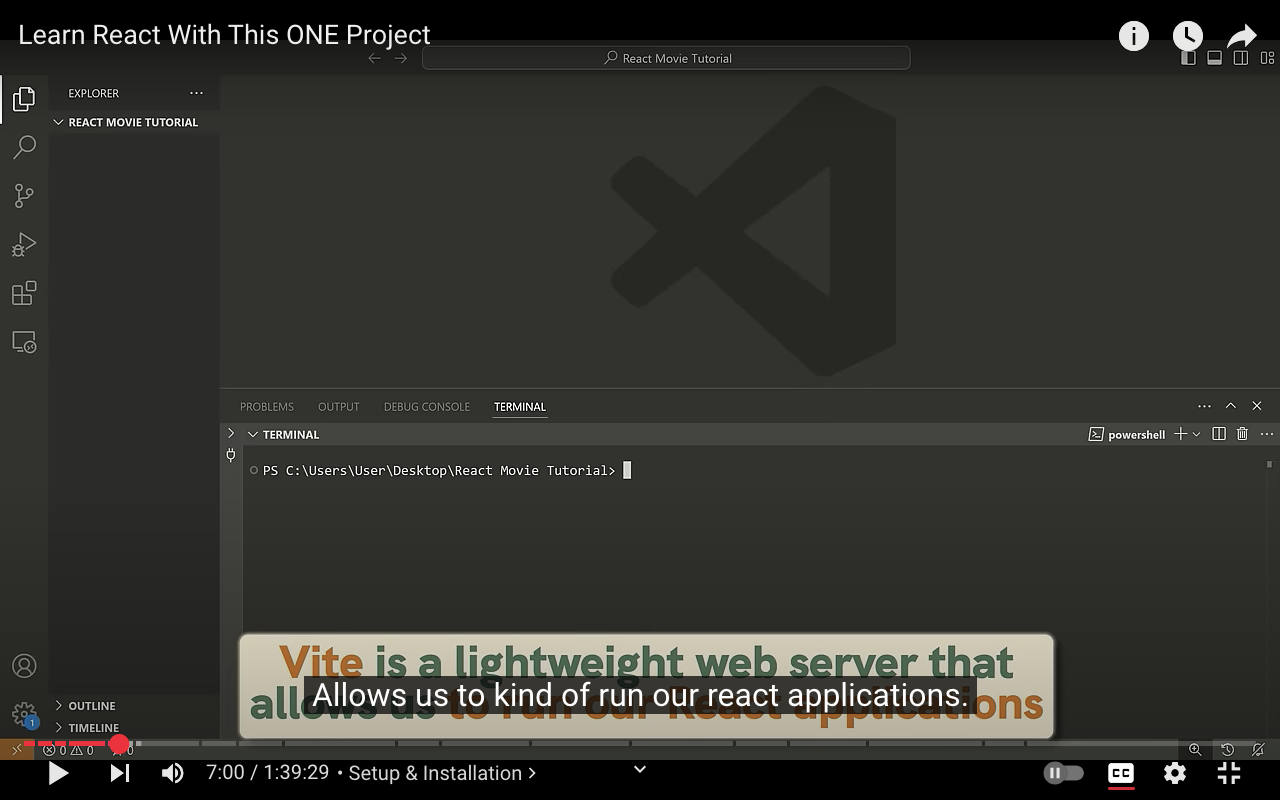 Learn React With This ONE Project
React Movie Tutorial
EXPLORER
REACT MOVIE TUTORIAL
PROBLEMS OUTPUT DEBUG CONSOLE TERMINAL
TERMINAL
powershell
PS C:\Users\User\Desktop\React Movie Tutorial>
Vite is a lightweight web server that
allows us to run our React applications
Allows us to kind of run our react applications.
OUTLINE
1
TIMELINE
0 0 0
7:00 / 1:39:29 • Setup & Installation
CC